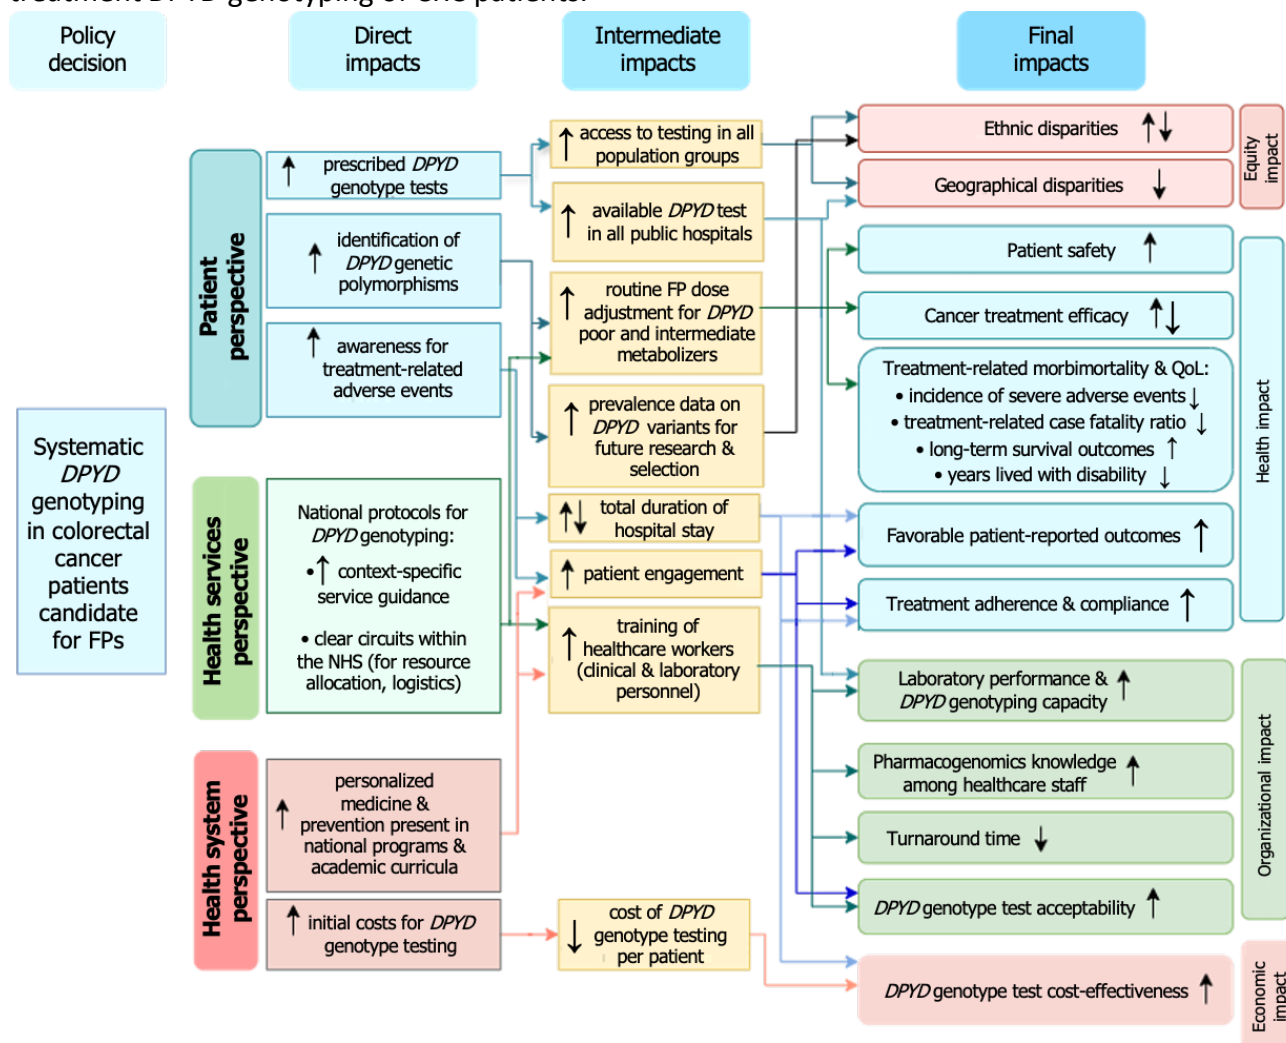 Policy
decision
Direct
impacts
Intermediate
impacts
Final
impacts
Systematic
DPYD
genotyping
in colorectal
cancer
patients
candidate
for FPs
Patient
perspective
↑ prescribed DPYD
genotype tests
↑ identification of
DPYD genetic
polymorphisms
↑ awareness for
treatment-related
adverse events
Health services
perspective
National protocols for
DPYD genotyping:
•↑ context-specific
service guidance
• clear circuits within
the NHS (for resource
allocation, logistics)
Health system
perspective
↑ personalized
medicine &
prevention present in
national programs &
academic curricula
↑ initial costs for DPYD
genotype testing
↑ access to testing in all
population groups
↑ available DPYD test
in all public hospitals
↑ routine FP dose
adjustment for DPYD
poor and intermediate
metabolizers
↑ prevalence data on
DPYD variants for
future research &
selection
↑↓ total duration of
hospital stay
↑ patient engagement
↑ training of
healthcare workers
(clinical & laboratory
personnel)
↓ cost of DPYD
genotype testing
per patient
Ethnic disparities ↑↓
Geographical disparities ↓
Equity
impact
Patient safety ↑
Cancer treatment efficacy ↑↓
Treatment-related morbimortality & QoL:
• incidence of severe adverse events ↓
• treatment-related case fatality ratio ↓
• long-term survival outcomes ↑
• years lived with disability ↓
Favorable patient-reported outcomes ↑
Treatment adherence & compliance ↑
Health impact
Laboratory performance &
DPYD genotyping capacity ↑
Pharmacogenomics knowledge
among healthcare staff ↑
Turnaround time ↓
DPYD genotype test acceptability ↑
Organizational impact
DPYD genotype test cost-effectiveness ↑
Economic
impact